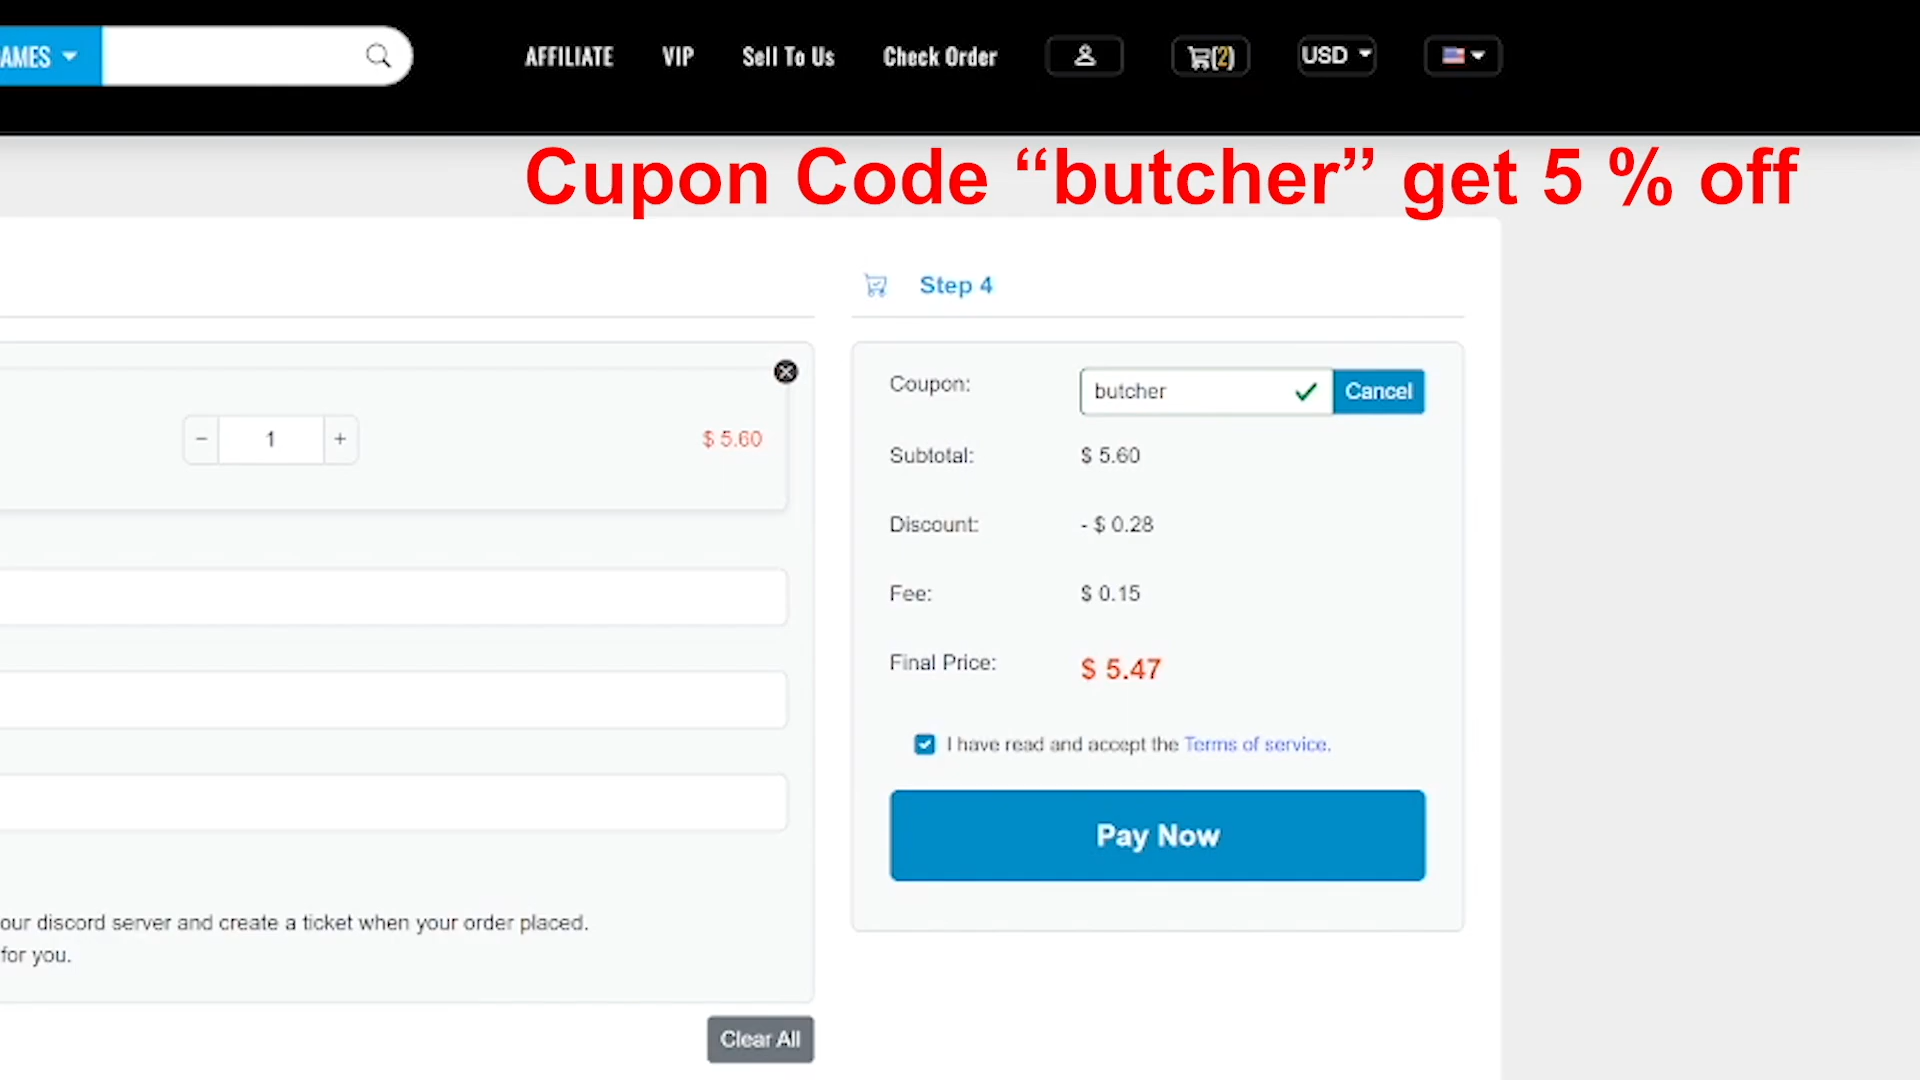 AMES
AFFILIATE VIP Sell To Us Check Order (2) USD
Cupon Code “butcher” get 5 % off
Step 4
Coupon: butcher Cancel
− 1 + $ 5.60
Subtotal: $ 5.60
Discount: - $ 0.28
Fee: $ 0.15
Final Price: $ 5.47
I have read and accept the Terms of service.
Pay Now
our discord server and create a ticket when your order placed.
for you.
Clear All